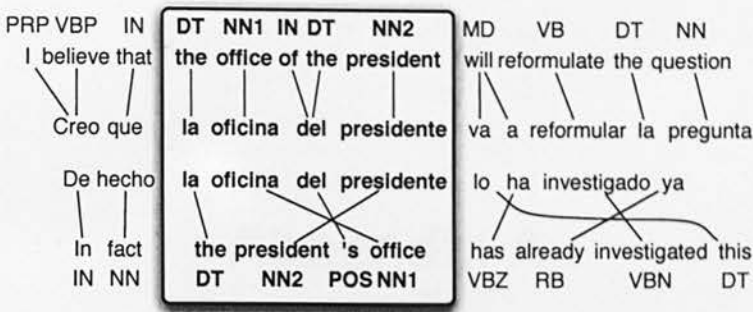 PRP VBP IN DT NN1 IN DT NN2 MD VB DT NN
I believe that the office of the president will reformulate the question
Creo que la oficina del presidente va a reformular la pregunta
De hecho la oficina del presidente lo ha investigado ya
In fact the president 's office has already investigated this
IN NN DT NN2 POS NN1 VBZ RB VBN DT